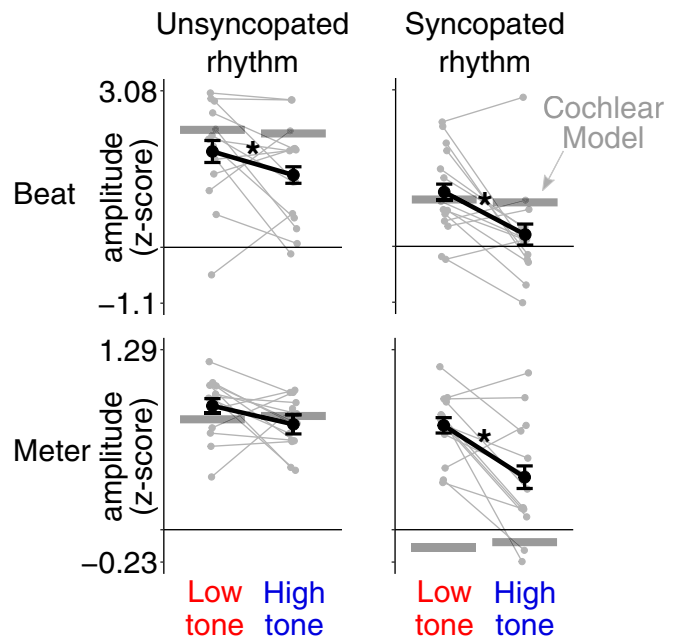 Unsyncopated
rhythm
Syncopated
rhythm
Beat
amplitude
(z-score)
3.08
−1.1
*
*
Cochlear
Model
Meter
amplitude
(z-score)
1.29
−0.23
*
Low
tone
High
tone
Low
tone
High
tone